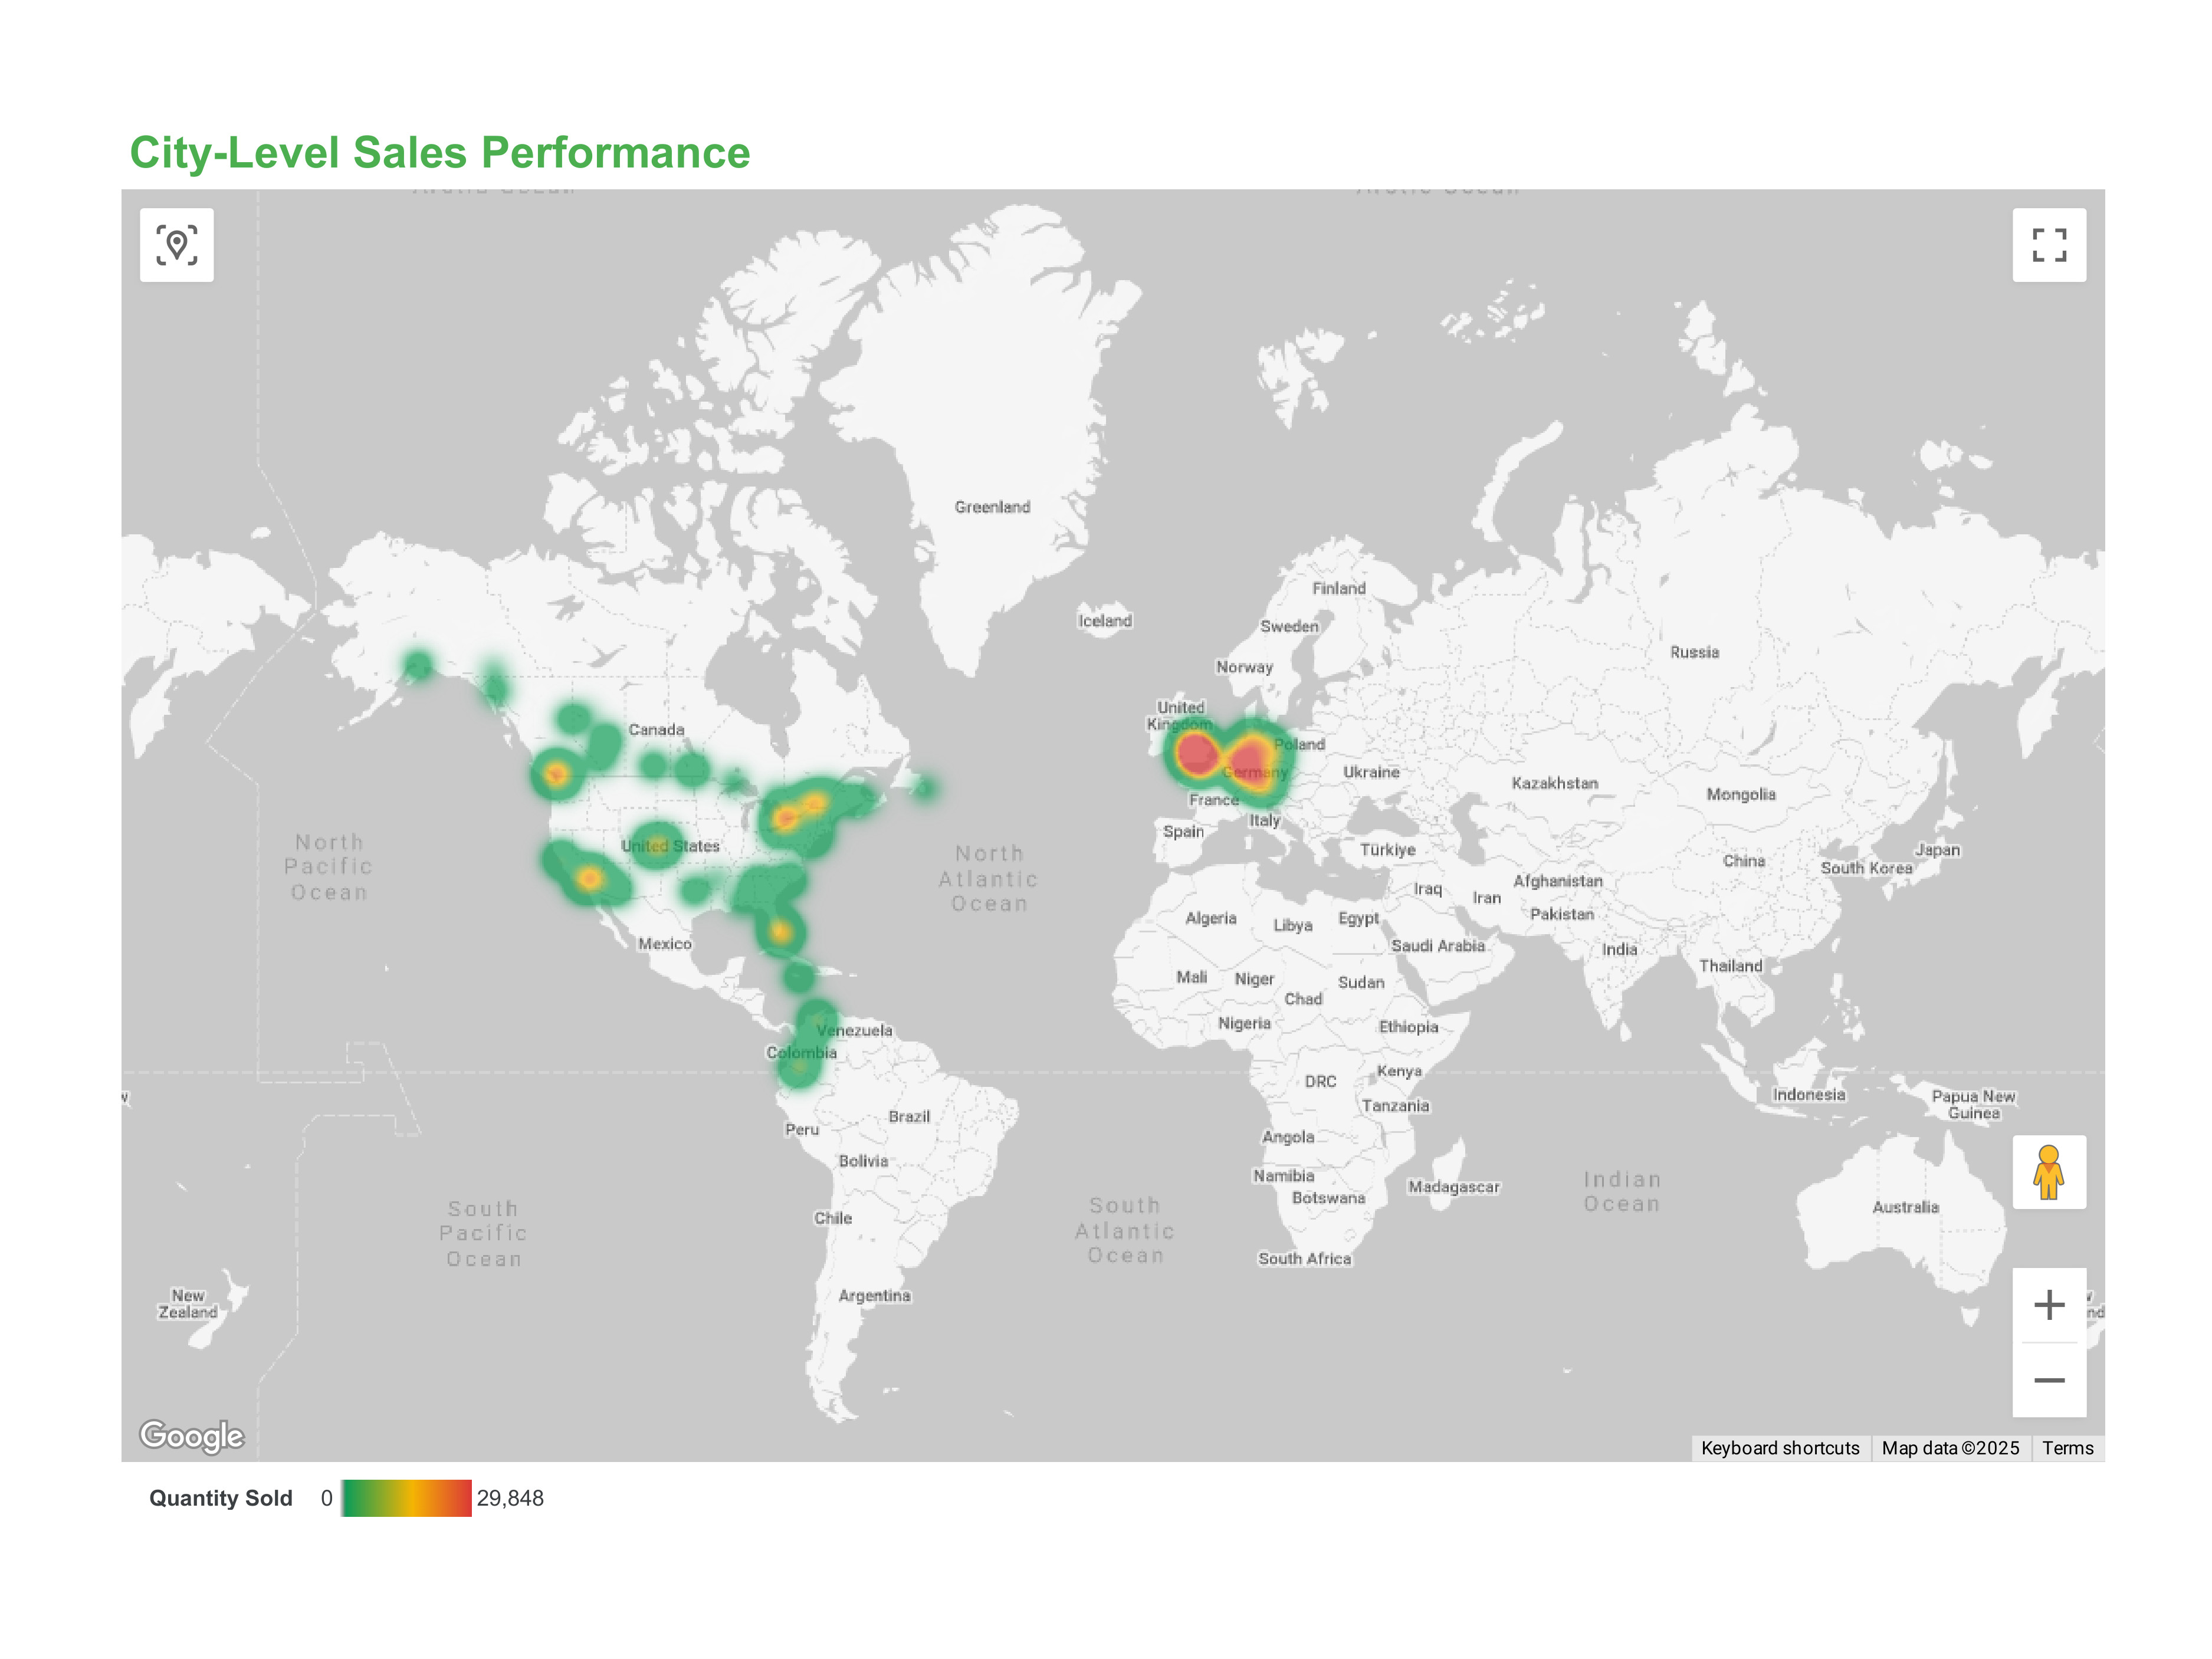 City-Level Sales Performance
Greenland
Finland
Iceland
Sweden
Russia
Norway
United
Kingdom
Canada
Poland
Germany
Ukraine
Kazakhstan
Mongolia
France
Italy
Spain
United States
Türkiye
China
Japan
South Korea
North
Pacific
Ocean
North
Atlantic
Ocean
Iraq
Iran
Afghanistan
Pakistan
Algeria
Libya
Egypt
Saudi Arabia
India
Mexico
Thailand
Mali
Niger
Chad
Sudan
Nigeria
Ethiopia
Venezuela
Colombia
DRC
Kenya
Tanzania
Indonesia
Papua New
Guinea
Brazil
Peru
Angola
Bolivia
Namibia
Botswana
Madagascar
Indian
Ocean
Australia
South
Pacific
Ocean
South
Atlantic
Ocean
Chile
South Africa
New
Zealand
Argentina
Google
Keyboard shortcuts
Map data ©2025
Terms
Quantity Sold 0 29,848